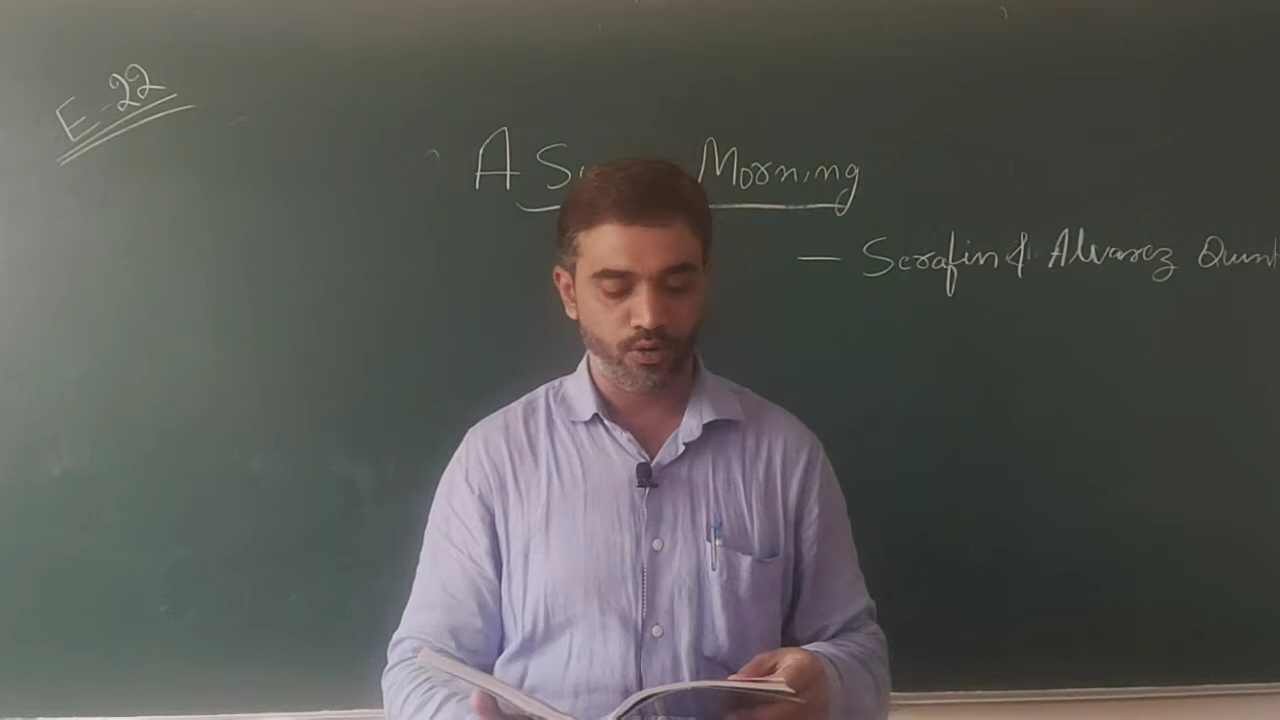 E-22
A S Morning
— Serafin & Alvarez Quint